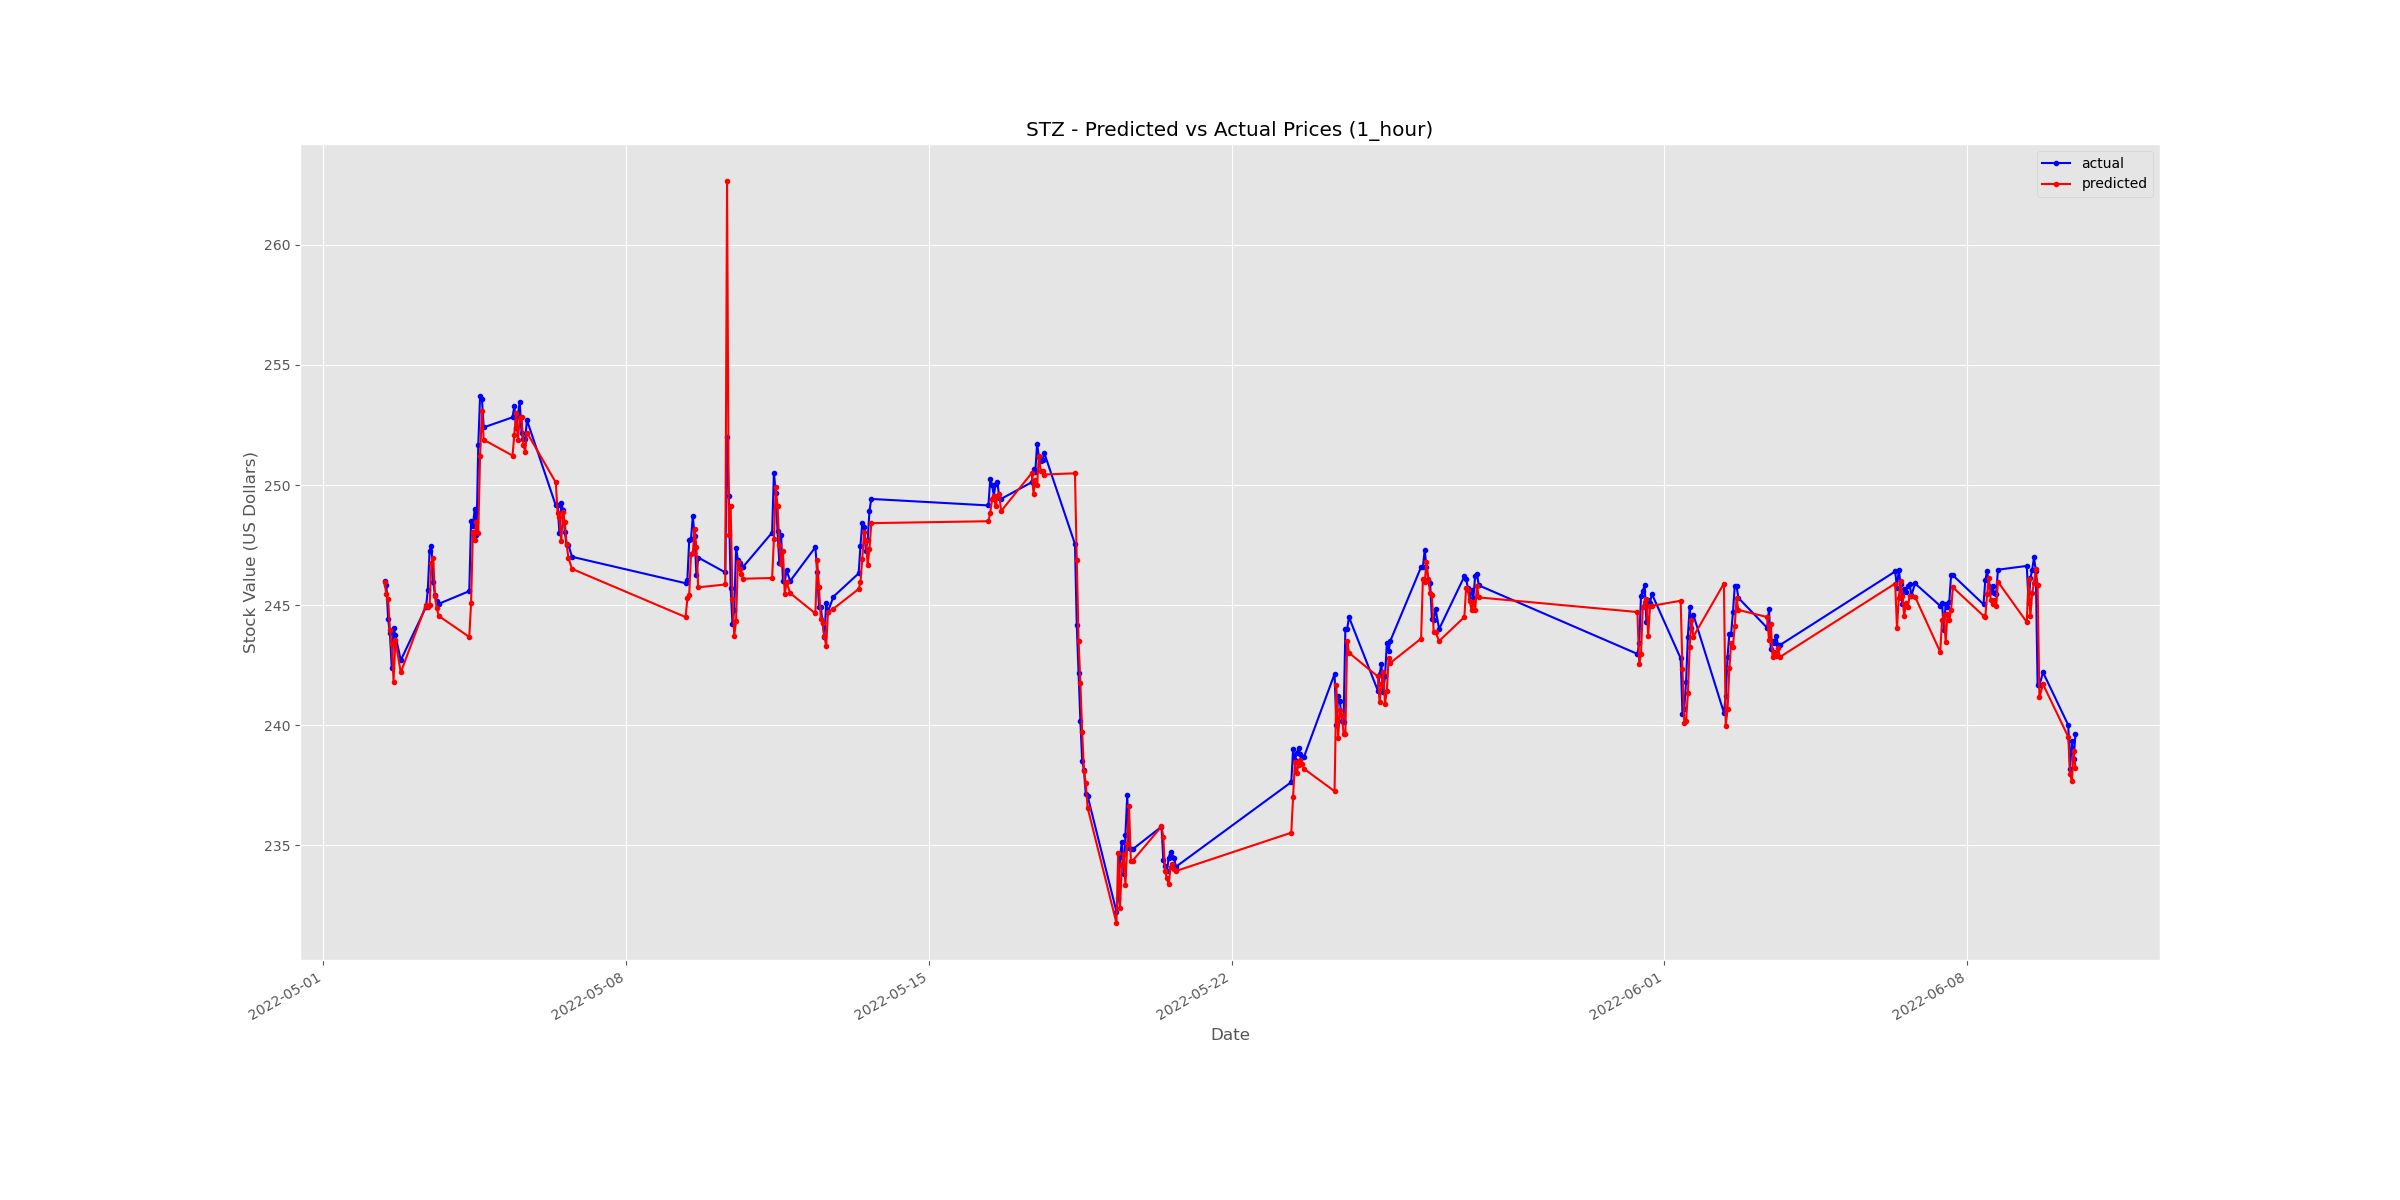 STZ - Predicted vs Actual Prices (1_hour)
actual
predicted
260
255
250
245
240
235
Stock Value (US Dollars)
2022-05-01
2022-05-08
2022-05-15
2022-05-22
2022-06-01
2022-06-08
Date